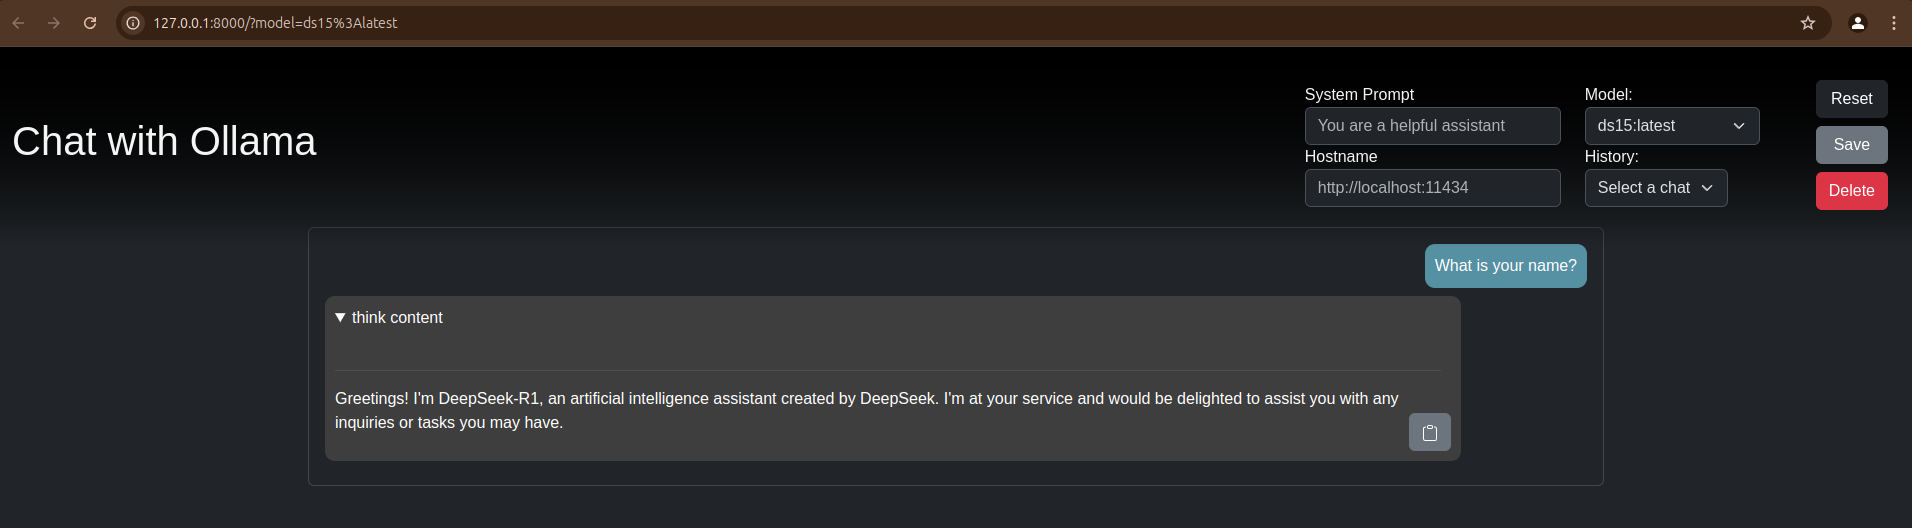 127.0.0.1:8000/?model=ds15%3Alatest
Chat with Ollama
System Prompt
You are a helpful assistant
Hostname
http://localhost:11434
Model:
ds15:latest
History:
Select a chat
Reset
Save
Delete
What is your name?
think content
Greetings! I'm DeepSeek-R1, an artificial intelligence assistant created by DeepSeek. I'm at your service and would be delighted to assist you with any
inquiries or tasks you may have.